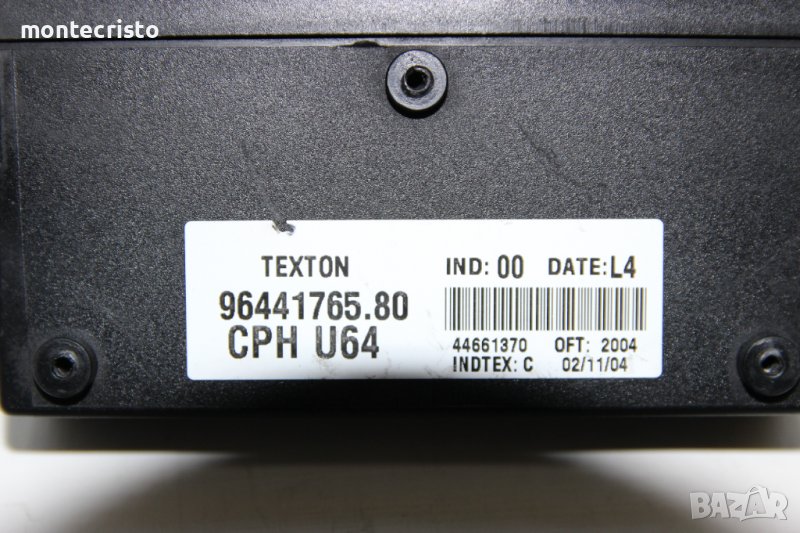 montecristo
TEXTON
IND: 00 DATE:L4
96441765.80
CPH U64
44661370 OFT: 2004
INDTEX: C 02/11/04
BAZAR